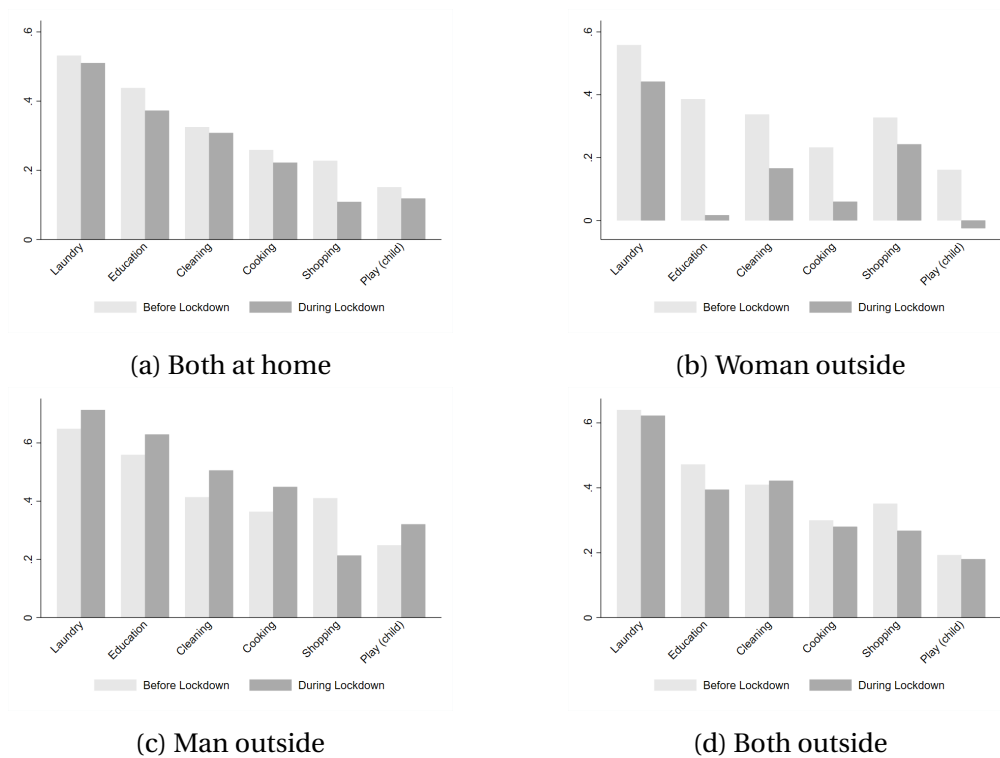 .6
.4
.2
0
Laundry
Education
Cleaning
Cooking
Shopping
Play (child)
Before Lockdown
During Lockdown
(a) Both at home
.6
.4
.2
0
Laundry
Education
Cleaning
Cooking
Shopping
Play (child)
Before Lockdown
During Lockdown
(b) Woman outside
.6
.4
.2
0
Laundry
Education
Cleaning
Cooking
Shopping
Play (child)
Before Lockdown
During Lockdown
(c) Man outside
.6
.4
.2
0
Laundry
Education
Cleaning
Cooking
Shopping
Play (child)
Before Lockdown
During Lockdown
(d) Both outside